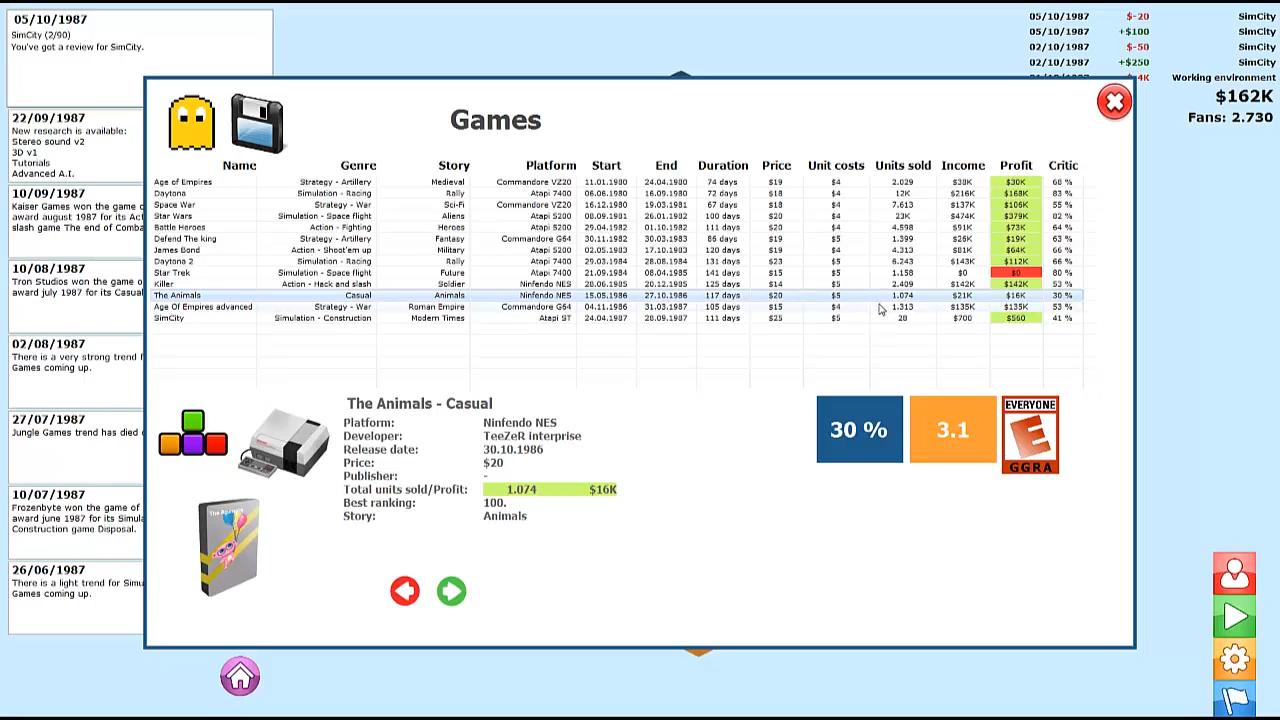 05/10/1987
SimCity (2/90)
You've got a review for SimCity.
22/09/1987
New research is available:
Stereo sound v2
3D v1
Tutorials
Advanced A.I.
10/09/1987
Kaiser Games won the game o
award august 1987 for its Act
slash game The end of Comba
10/08/1987
Tron Studios won the game o
award july 1987 for its Casual
02/08/1987
There is a very strong trend f
Games coming up.
27/07/1987
Jungle Games trend has died
10/07/1987
Frozenbyte won the game of
award june 1987 for its Simula
Construction game Disposal.
26/06/1987
There is a light trend for Simu
Games coming up.
05/10/1987 $-20 SimCity
05/10/1987 +$100 SimCity
02/10/1987 $-50 SimCity
02/10/1987 +$250 SimCity
4K Working environment
$162K
Fans: 2.730
Games
Name Genre Story Platform Start End Duration Price Unit costs Units sold Income Profit Critic
Age of Empires Strategy - Artillery Medieval Commandore VZ20 11.01.1980 24.04.1980 74 days $19 $4 2.029 $38K $30K 68 %
Daytona Simulation - Racing Rally Atapi 7400 06.06.1980 16.09.1980 72 days $18 $4 12K $216K $168K 83 %
Space War Strategy - War Sci-Fi Commandore VZ20 16.12.1980 19.03.1981 67 days $18 $4 7.613 $137K $106K 55 %
Star Wars Simulation - Space flight Aliens Atapi 5200 08.09.1981 26.01.1982 100 days $20 $4 23K $474K $379K 82 %
Battle Heroes Action - Fighting Heroes Atapi 5200 29.04.1982 01.10.1982 111 days $20 $4 4.598 $91K $73K 64 %
Defend The king Strategy - Artillery Fantasy Commandore G64 30.11.1982 30.03.1983 86 days $19 $5 1.399 $26K $19K 63 %
James Bond Action - Shoot'em up Military Atapi 5200 02.05.1983 17.10.1983 120 days $19 $4 4.313 $81K $64K 66 %
Daytona 2 Simulation - Racing Rally Atapi 7400 29.03.1984 28.08.1984 131 days $23 $5 6.243 $143K $112K 66 %
Star Trek Simulation - Space flight Future Atapi 7400 21.09.1984 08.04.1985 141 days $15 $5 1.158 $0 $0 80 %
Killer Action - Hack and slash Soldier Ninfendo NES 28.06.1985 20.12.1985 125 days $14 $5 2.409 $142K $142K 53 %
The Animals Casual Animals Ninfendo NES 15.05.1986 27.10.1986 117 days $20 $5 1.074 $21K $16K 30 %
Age Of Empires advanced Strategy - War Roman Empire Commandore G64 04.11.1986 31.03.1987 105 days $15 $4 1.313 $135K $135K 53 %
SimCity Simulation - Construction Modern Times Atapi ST 24.04.1987 28.09.1987 111 days $25 $5 28 $700 $560 41 %
The Animals - Casual
Platform: Ninfendo NES
Developer: TeeZeR interprise
Release date: 30.10.1986
Price: $20
Publisher: -
Total units sold/Profit: 1.074 $16K
Best ranking: 100.
Story: Animals
30 %
3.1
EVERYONE
E
GGRA